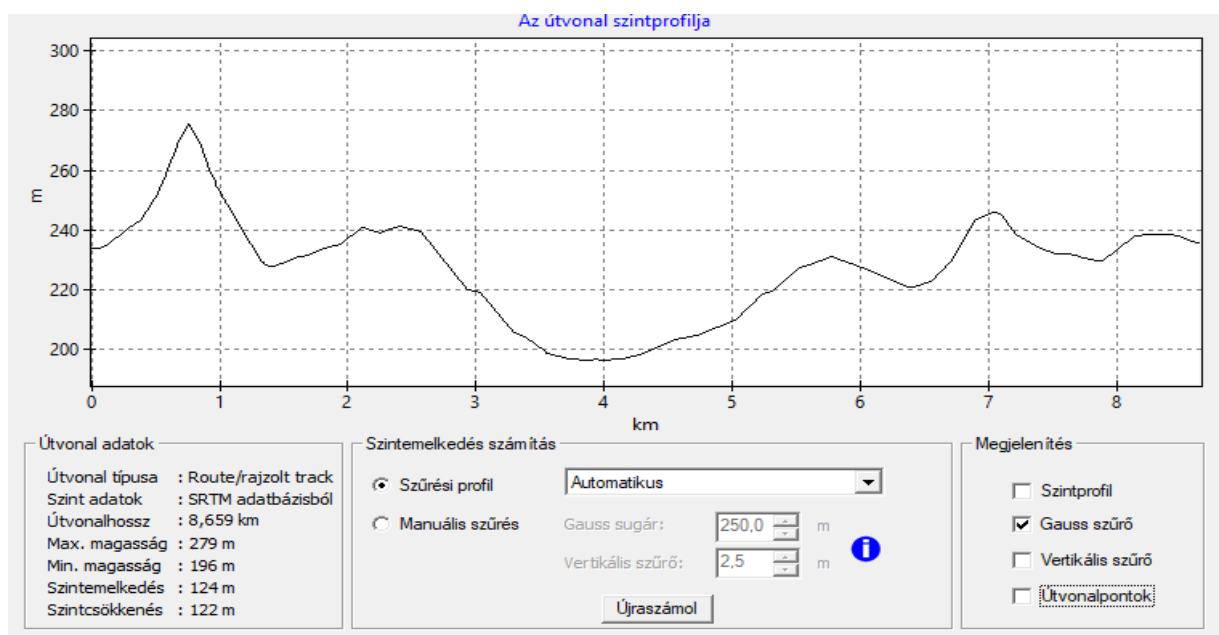 Az útvonal szintprofilja
300
280
260
240
220
200
m
0 1 2 3 4 5 6 7 8
km
Útvonal adatok
Útvonal típusa : Route/rajzolt track
Szint adatok : SRTM adatbázisból
Útvonalhossz : 8,659 km
Max. magasság : 279 m
Min. magasság : 196 m
Szintemelkedés : 124 m
Szintcsökkenés : 122 m
Szintemelkedés számítás
Szűrési profil Automatikus
Manuális szűrés Gauss sugár: 250,0 m
Vertikális szűrő: 2,5 m
Újraszámol
Megjelenítés
Szintprofil
Gauss szűrő
Vertikális szűrő
Útvonalpontok